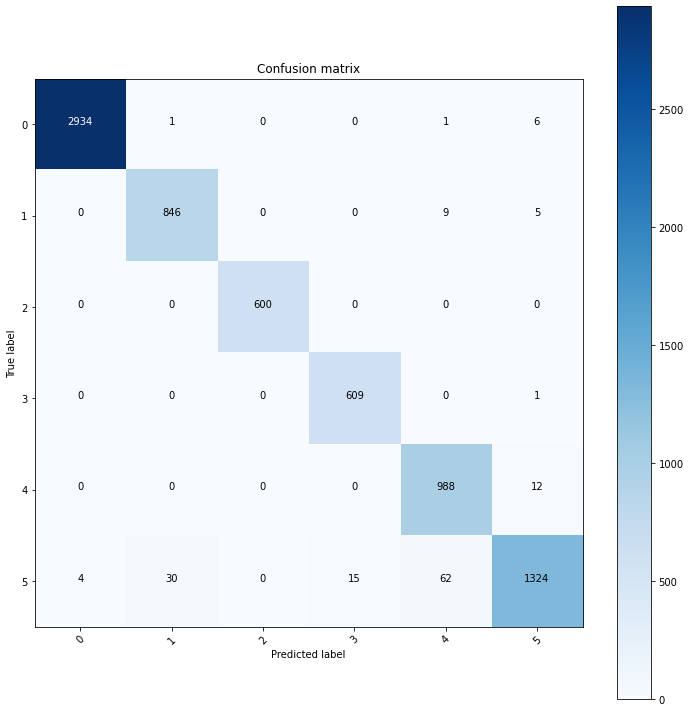 Confusion matrix
0 2934 1 0 0 1 6
1 0 846 0 0 9 5
2 0 0 600 0 0 0
3 0 0 0 609 0 1
4 0 0 0 0 988 12
5 4 30 0 15 62 1324
0 1 2 3 4 5
True label
Predicted label
2500
2000
1500
1000
500
0